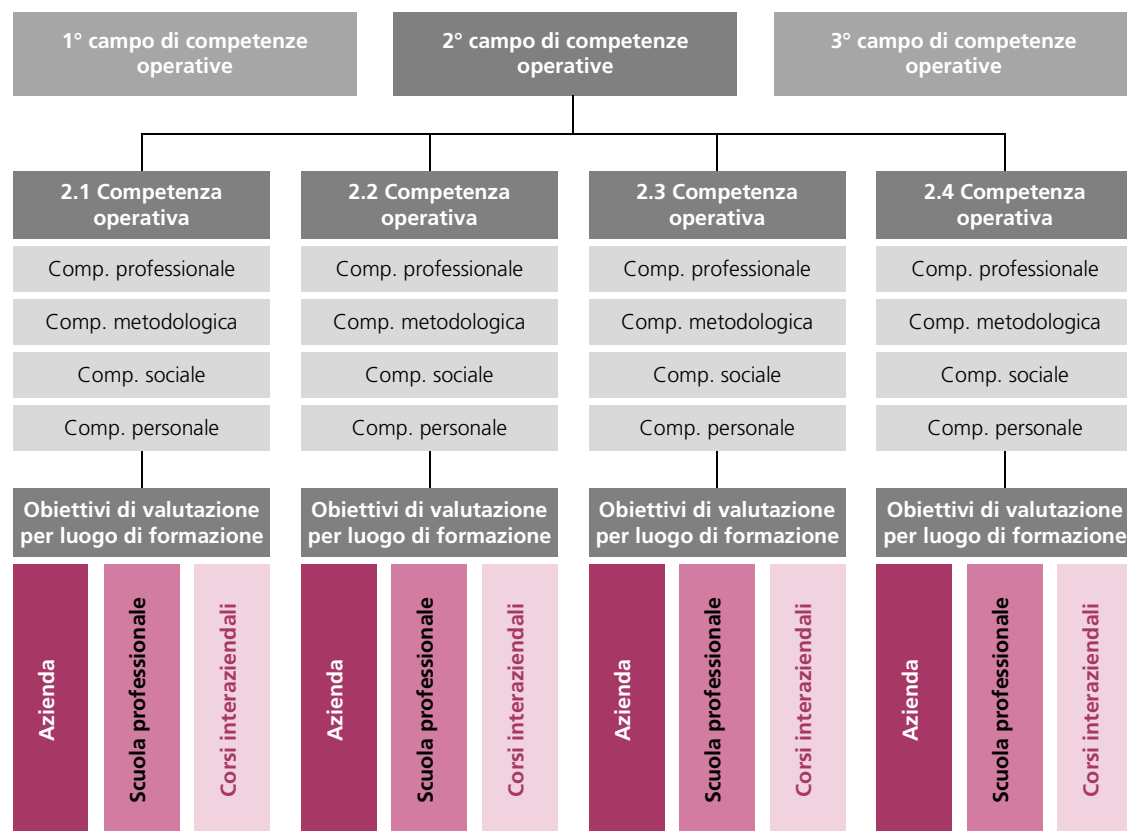 1° campo di competenze
operative
2° campo di competenze
operative
3° campo di competenze
operative
2.1 Competenza
operativa
2.2 Competenza
operativa
2.3 Competenza
operativa
2.4 Competenza
operativa
Comp. professionale
Comp. professionale
Comp. professionale
Comp. professionale
Comp. metodologica
Comp. metodologica
Comp. metodologica
Comp. metodologica
Comp. sociale
Comp. sociale
Comp. sociale
Comp. sociale
Comp. personale
Comp. personale
Comp. personale
Comp. personale
Obiettivi di valutazione
per luogo di formazione
Obiettivi di valutazione
per luogo di formazione
Obiettivi di valutazione
per luogo di formazione
Obiettivi di valutazione
per luogo di formazione
Azienda
Scuola professionale
Corsi interaziendali
Azienda
Scuola professionale
Corsi interaziendali
Azienda
Scuola professionale
Corsi interaziendali
Azienda
Scuola professionale
Corsi interaziendali